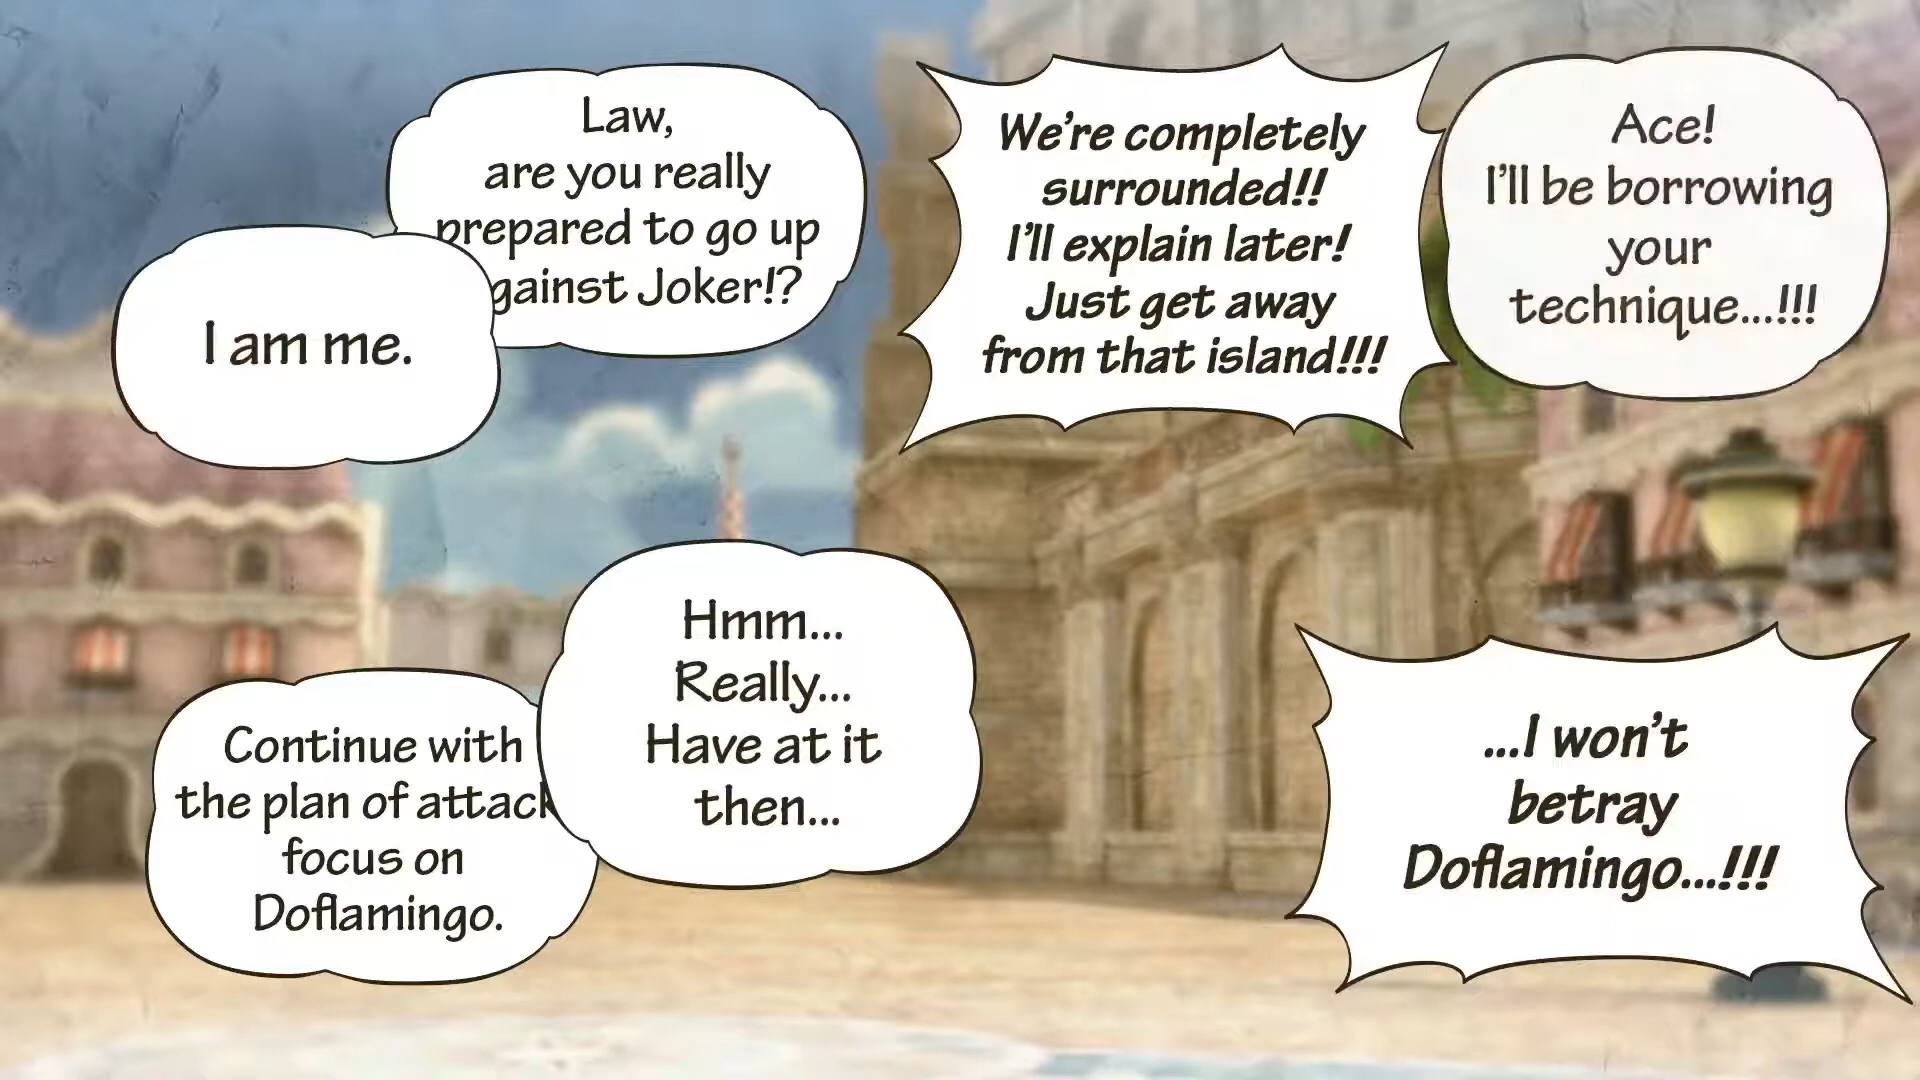 Law,
are you really
prepared to go up
gainst Joker!?
I am me.
We're completely
surrounded!!
I'll explain later!
Just get away
from that island!!!
Ace!
I'll be borrowing
your
technique...!!!
Hmm...
Really...
Have at it
then...
Continue with
the plan of attack
focus on
Doflamingo.
...I won't
betray
Doflamingo...!!!